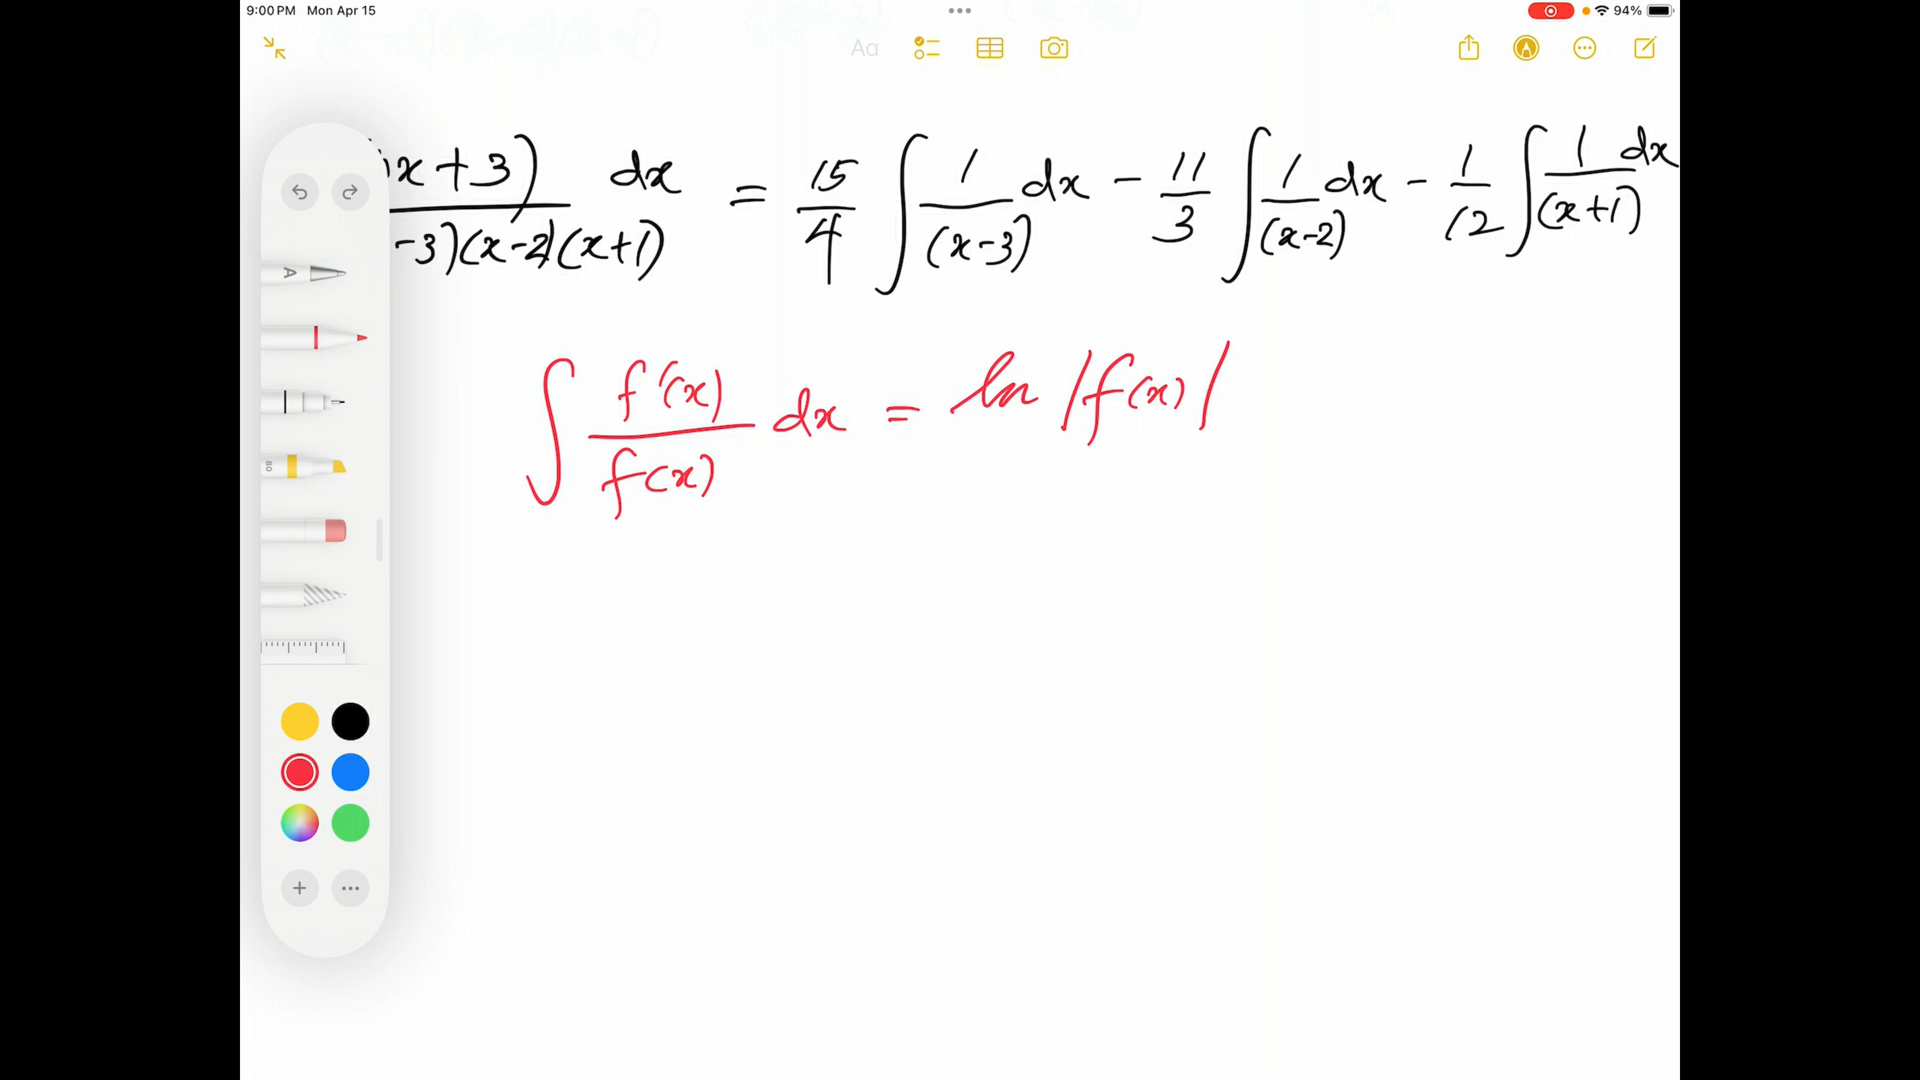 9:00 PM Mon Apr 15
94%
Aa
x+3) dx = 15/4 ∫ 1/(x-3) dx - 11/3 ∫ 1/(x-2) dx - 1/12 ∫ 1/(x+1) dx
-3)(x-2)(x+1)
∫ f'(x)/f(x) dx = ln |f(x)|
A
80